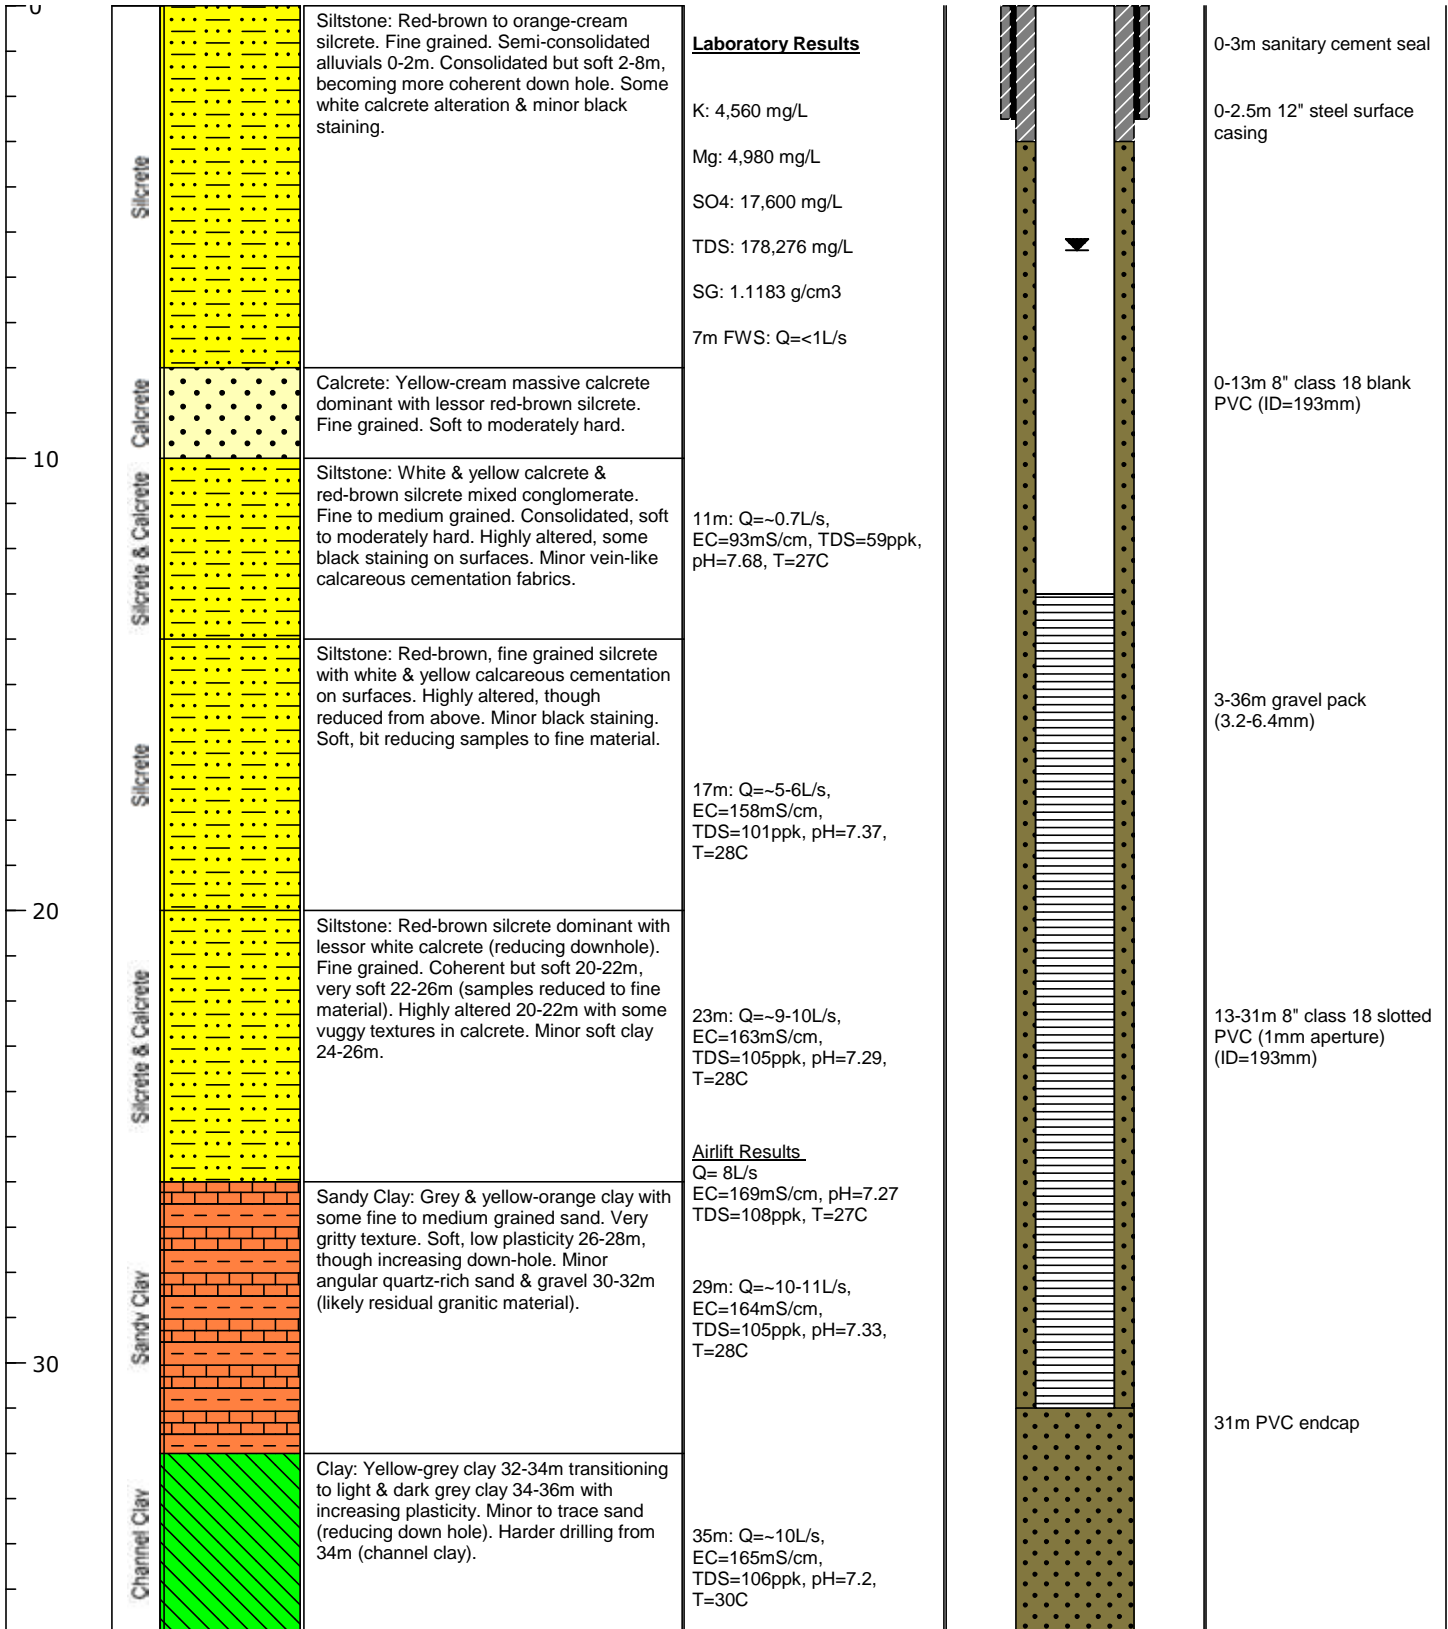 0
Silcrete
Siltstone: Red-brown to orange-cream
silcrete. Fine grained. Semi-consolidated
alluvials 0-2m. Consolidated but soft 2-8m,
becoming more coherent down hole. Some
white calcrete alteration & minor black
staining.
Laboratory Results
K: 4,560 mg/L
Mg: 4,980 mg/L
SO4: 17,600 mg/L
TDS: 178,276 mg/L
SG: 1.1183 g/cm3
7m FWS: Q=<1L/s
0-3m sanitary cement seal
0-2.5m 12" steel surface
casing
Calcrete
Calcrete: Yellow-cream massive calcrete
dominant with lessor red-brown silcrete.
Fine grained. Soft to moderately hard.
0-13m 8" class 18 blank
PVC (ID=193mm)
10
Silcrete & Calcrete
Siltstone: White & yellow calcrete &
red-brown silcrete mixed conglomerate.
Fine to medium grained. Consolidated, soft
to moderately hard. Highly altered, some
black staining on surfaces. Minor vein-like
calcareous cementation fabrics.
11m: Q=~0.7L/s,
EC=93mS/cm, TDS=59ppk,
pH=7.68, T=27C
Silcrete
Siltstone: Red-brown, fine grained silcrete
with white & yellow calcareous cementation
on surfaces. Highly altered, though
reduced from above. Minor black staining.
Soft, bit reducing samples to fine material.
17m: Q=~5-6L/s,
EC=158mS/cm,
TDS=101ppk, pH=7.37,
T=28C
3-36m gravel pack
(3.2-6.4mm)
20
Silcrete & Calcrete
Siltstone: Red-brown silcrete dominant with
lessor white calcrete (reducing downhole).
Fine grained. Coherent but soft 20-22m,
very soft 22-26m (samples reduced to fine
material). Highly altered 20-22m with some
vuggy textures in calcrete. Minor soft clay
24-26m.
23m: Q=~9-10L/s,
EC=163mS/cm,
TDS=105ppk, pH=7.29,
T=28C
13-31m 8" class 18 slotted
PVC (1mm aperture)
(ID=193mm)
Airlift Results
Q= 8L/s
EC=169mS/cm, pH=7.27
TDS=108ppk, T=27C
Sandy Clay
Sandy Clay: Grey & yellow-orange clay with
some fine to medium grained sand. Very
gritty texture. Soft, low plasticity 26-28m,
though increasing down-hole. Minor
angular quartz-rich sand & gravel 30-32m
(likely residual granitic material).
29m: Q=~10-11L/s,
EC=164mS/cm,
TDS=105ppk, pH=7.33,
T=28C
30
31m PVC endcap
Channel Clay
Clay: Yellow-grey clay 32-34m transitioning
to light & dark grey clay 34-36m with
increasing plasticity. Minor to trace sand
(reducing down hole). Harder drilling from
34m (channel clay).
35m: Q=~10L/s,
EC=165mS/cm,
TDS=106ppk, pH=7.2,
T=30C